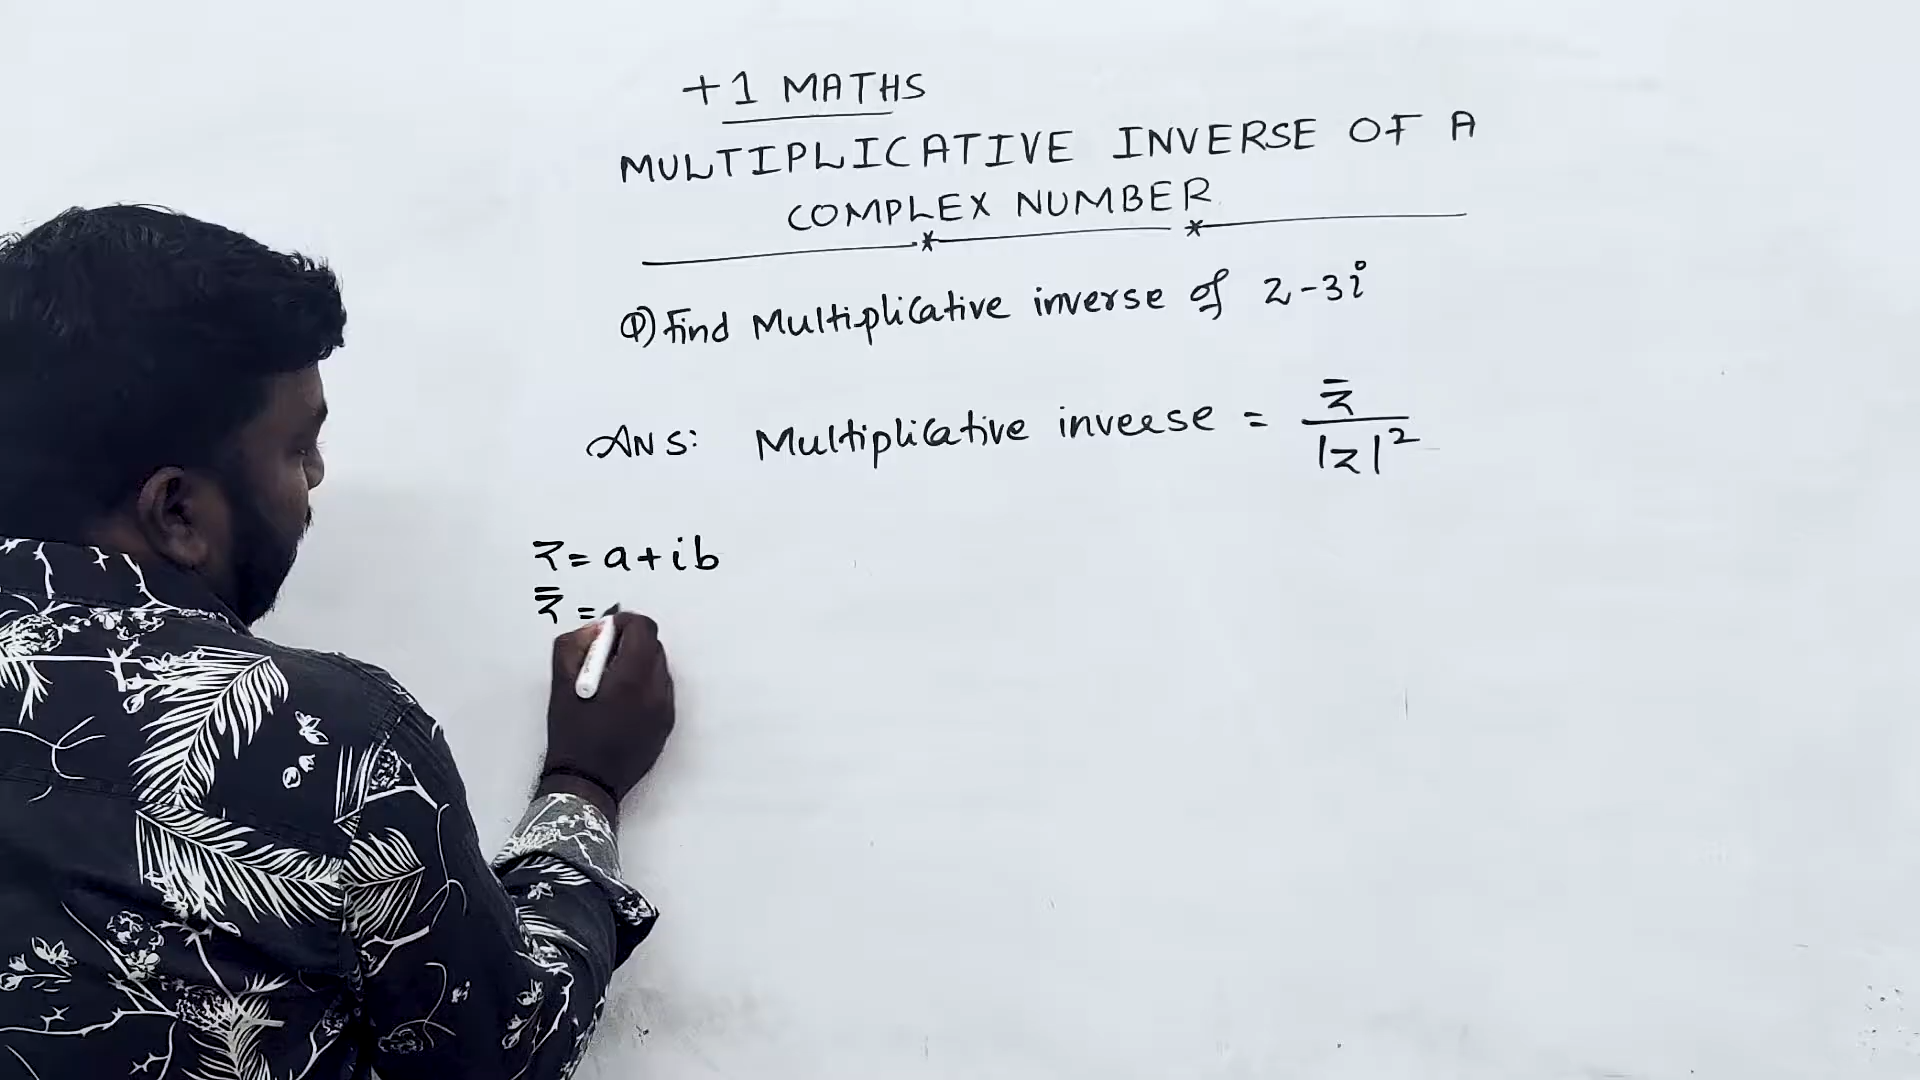 +1 MATHS
MULTIPLICATIVE INVERSE OF A
COMPLEX NUMBER
Q) Find Multiplicative inverse of 2-3i
ANS: Multiplicative inverse = z̄ / |z|²
z = a+ib
z̄ =